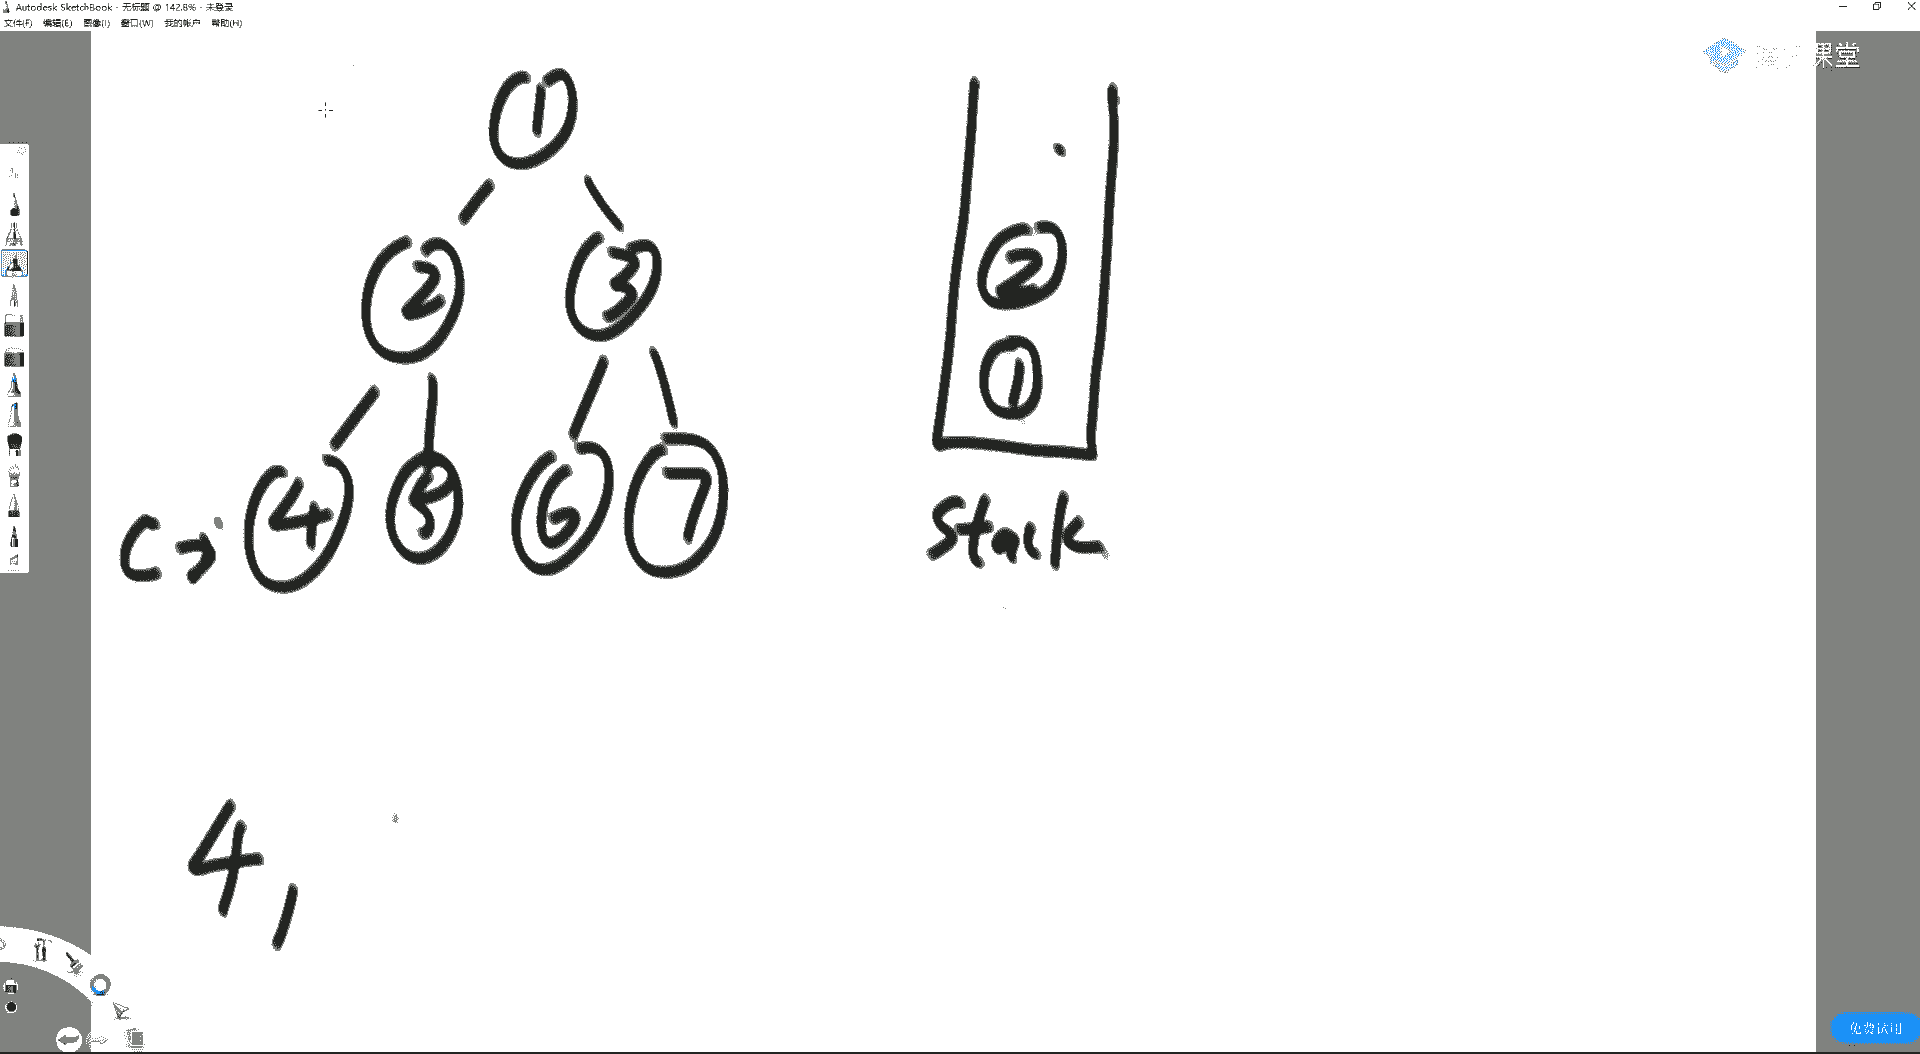 Autodesk SketchBook - 无标题 @ 142.8% - 未登录
文件(F) 编辑(E) 图像(I) 窗口(W) 我的帐户 帮助(H)
课堂
1
2 3
4 5 6 7
C→
2
1
Stack
4,
免费试用